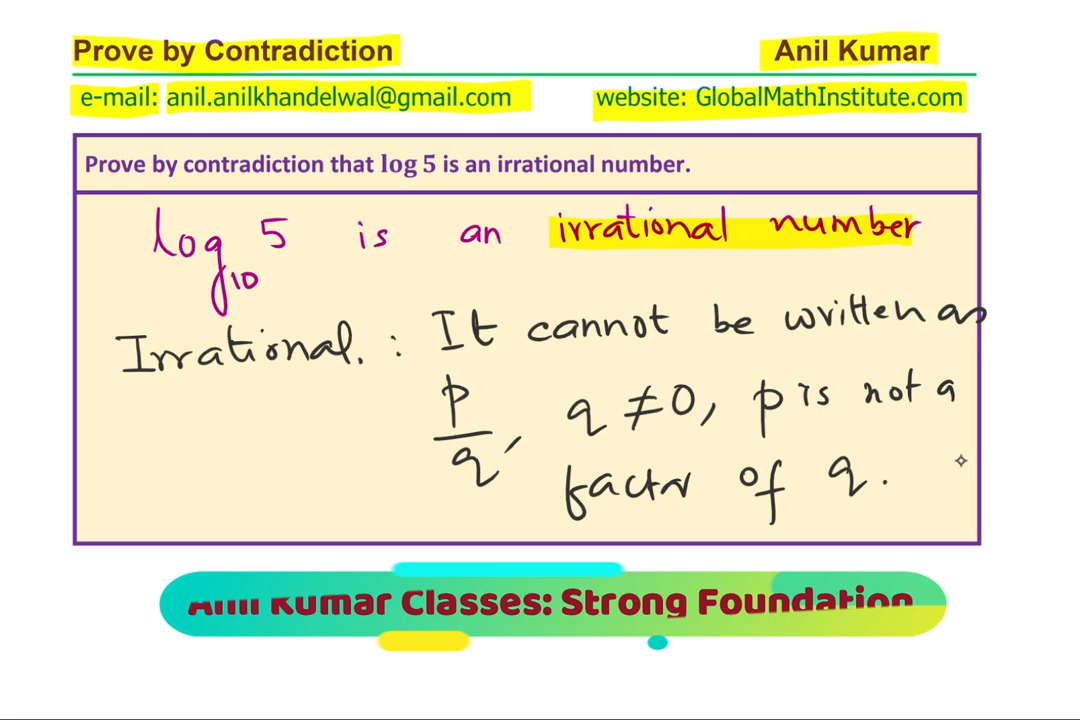 Prove by Contradiction Anil Kumar
e-mail: anil.anilkhandelwal@gmail.com website: GlobalMathInstitute.com
Prove by contradiction that log 5 is an irrational number.
log₁₀ 5 is an irrational number
Irrational. : It cannot be written as
p/q, q ≠ 0, p is not a
factor of q.
Anil Kumar Classes: Strong Foundation